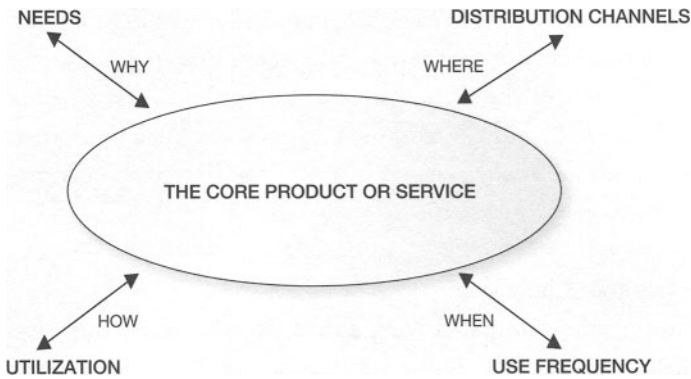 NEEDS
DISTRIBUTION CHANNELS
WHY
WHERE
THE CORE PRODUCT OR SERVICE
HOW
WHEN
UTILIZATION
USE FREQUENCY